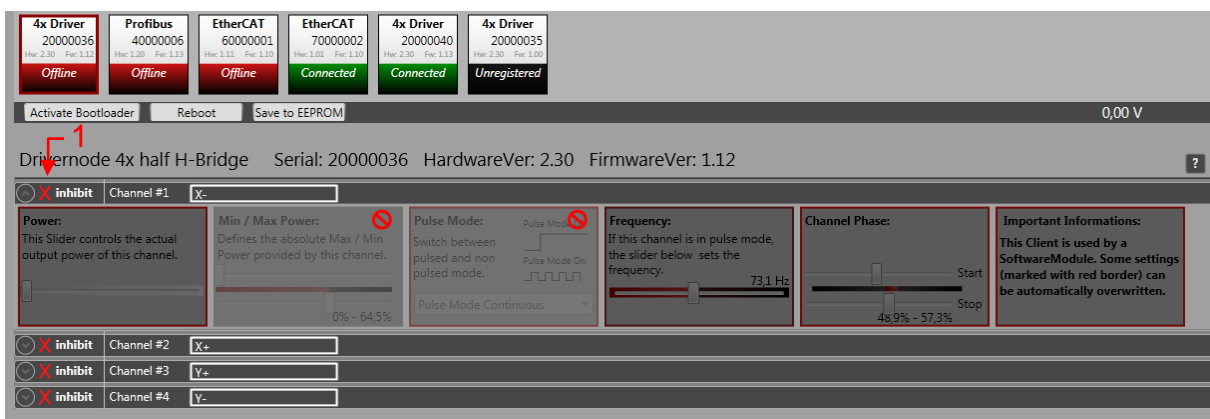 4x Driver
20000036
Hw: 2.30 Fw: 1.12
Offline
Profibus
40000006
Hw: 1.20 Fw: 1.13
Offline
EtherCAT
60000001
Hw: 1.11 Fw: 1.10
Offline
EtherCAT
70000002
Hw: 1.01 Fw: 1.10
Connected
4x Driver
20000040
Hw: 2.30 Fw: 1.13
Connected
4x Driver
20000035
Hw: 2.30 Fw: 1.00
Unregistered
Activate Bootloader Reboot Save to EEPROM 0,00 V
1
Drivernode 4x half H-Bridge Serial: 20000036 HardwareVer: 2.30 FirmwareVer: 1.12 ?
X inhibit Channel #1 X-
Power:
This Slider controls the actual
output power of this channel.
Min / Max Power:
Defines the absolute Max / Min
Power provided by this channel.
0% - 64,5%
Pulse Mode:
Switch between
pulsed and non
pulsed mode.
Pulse Mode On
Pulse Mode Continuous
Frequency:
If this channel is in pulse mode,
the slider below sets the
frequency.
73,1 Hz
Channel Phase:
Start
Stop
48,9% - 57,3%
Important Informations:
This Client is used by a
SoftwareModule. Some settings
(marked with red border) can
be automatically overwritten.
X inhibit Channel #2 X+
X inhibit Channel #3 Y+
X inhibit Channel #4 Y-